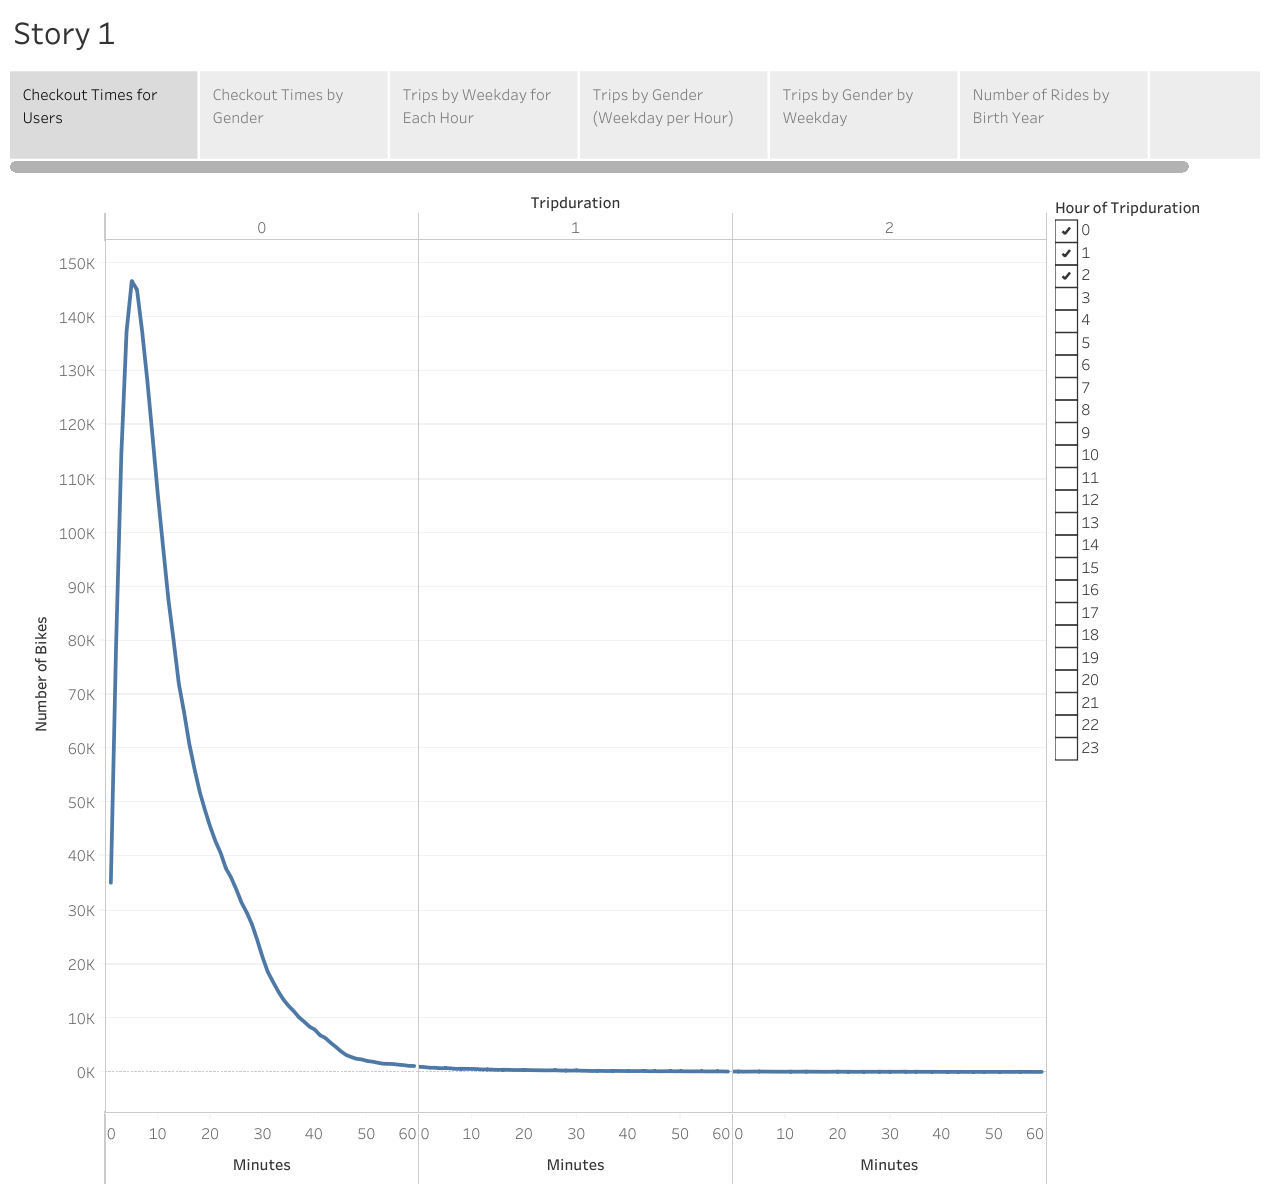 Story 1
Checkout Times for
Users
Checkout Times by
Gender
Trips by Weekday for
Each Hour
Trips by Gender
(Weekday per Hour)
Trips by Gender by
Weekday
Number of Rides by
Birth Year
Tripduration
0 1 2
150K
140K
130K
120K
110K
100K
90K
80K
70K
60K
50K
40K
30K
20K
10K
0K
Number of Bikes
0 10 20 30 40 50 60 0 10 20 30 40 50 60 0 10 20 30 40 50 60
Minutes Minutes Minutes
Hour of Tripduration
0
1
2
3
4
5
6
7
8
9
10
11
12
13
14
15
16
17
18
19
20
21
22
23